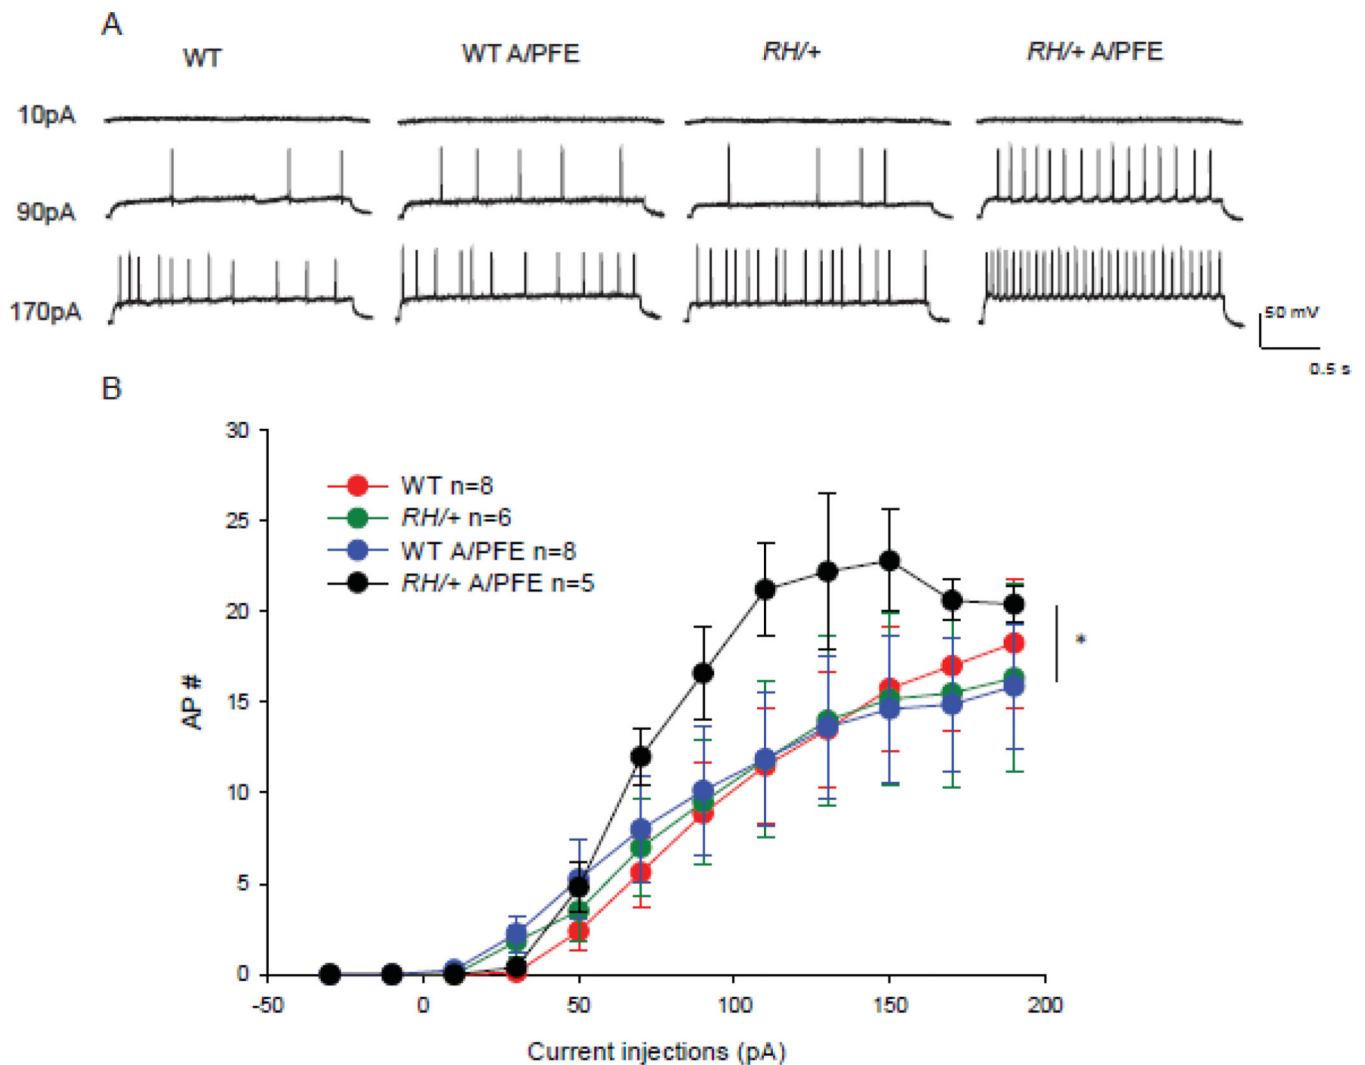 A
WT
WT A/PFE
RH/+
RH/+ A/PFE
10pA
90pA
170pA
50 mV
0.5 s
B
30
25
20
15
10
5
0
AP #
WT n=8
RH/+ n=6
WT A/PFE n=8
RH/+ A/PFE n=5
*
-50
0
50
100
150
200
Current injections (pA)